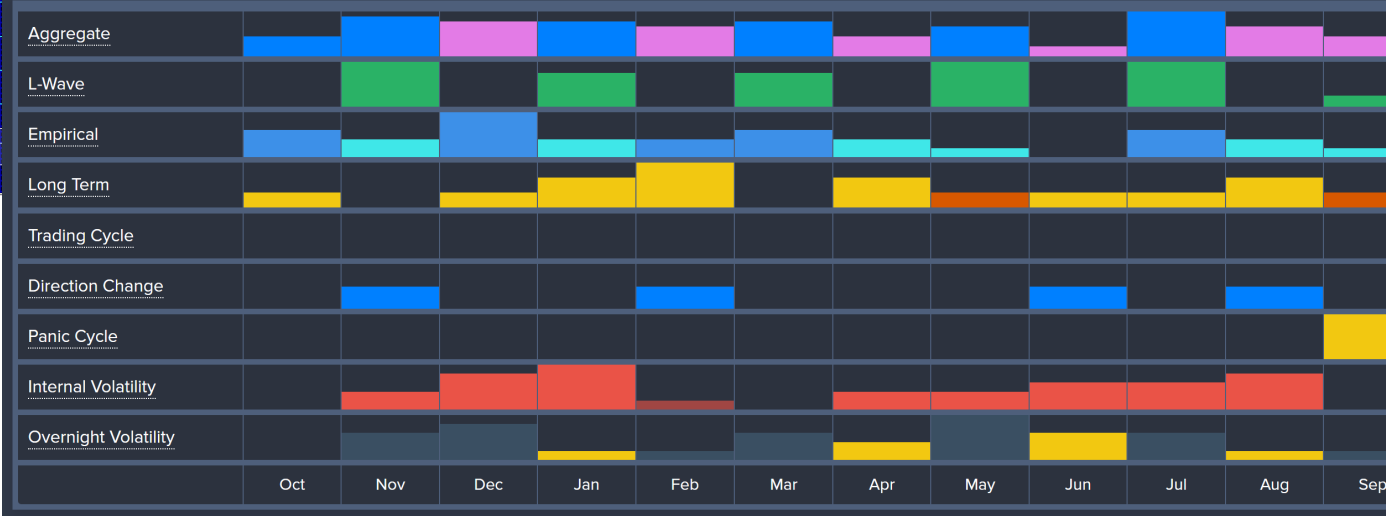 Aggregate
L-Wave
Empirical
Long Term
Trading Cycle
Direction Change
Panic Cycle
Internal Volatility
Overnight Volatility
Oct Nov Dec Jan Feb Mar Apr May Jun Jul Aug Sep